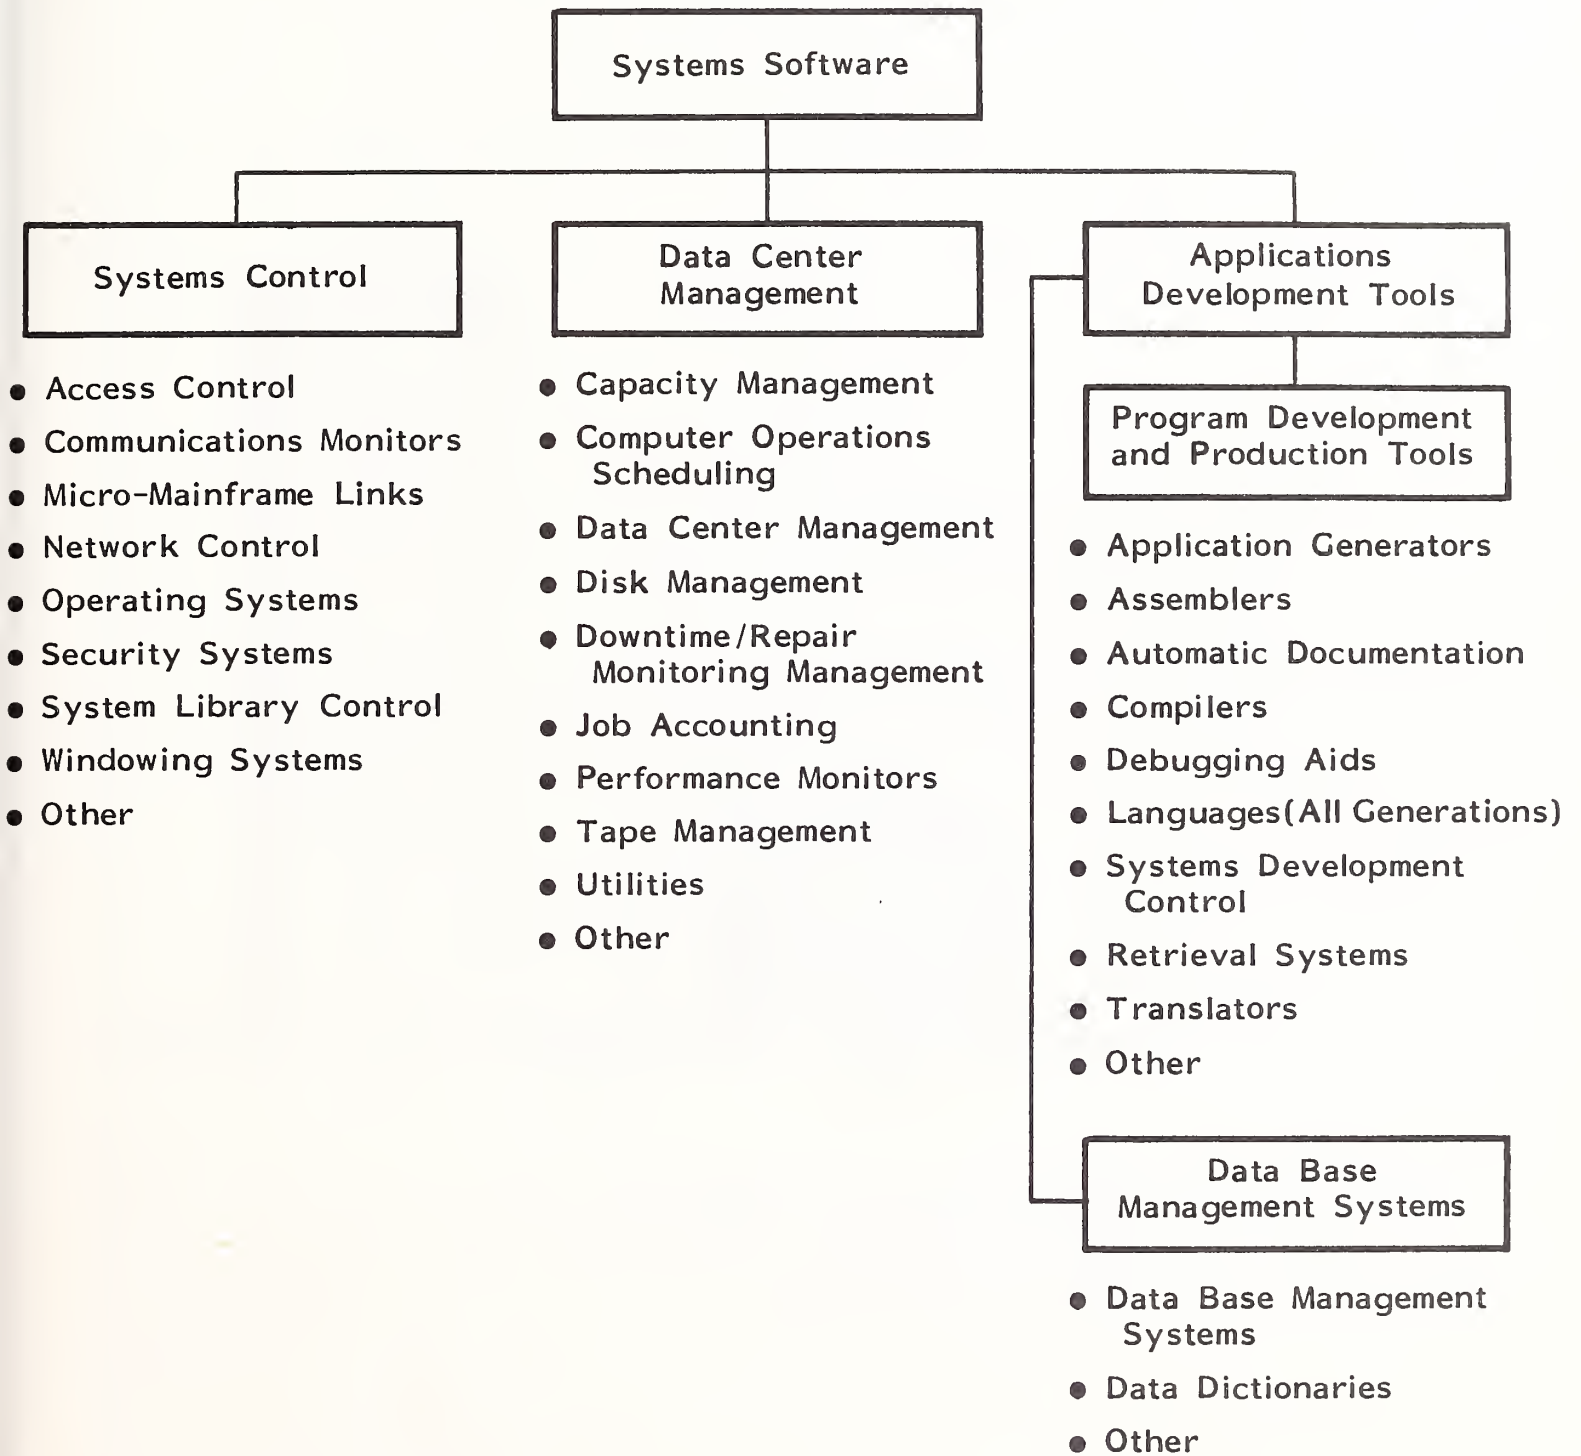 Systems Software
Systems Control
● Access Control
● Communications Monitors
● Micro-Mainframe Links
● Network Control
● Operating Systems
● Security Systems
● System Library Control
● Windowing Systems
● Other
Data Center
Management
● Capacity Management
● Computer Operations
Scheduling
● Data Center Management
● Disk Management
● Downtime/Repair
Monitoring Management
● Job Accounting
● Performance Monitors
● Tape Management
● Utilities
● Other
Applications
Development Tools
Program Development
and Production Tools
● Application Generators
● Assemblers
● Automatic Documentation
● Compilers
● Debugging Aids
● Languages(All Generations)
● Systems Development
Control
● Retrieval Systems
● Translators
● Other
Data Base
Management Systems
● Data Base Management
Systems
● Data Dictionaries
● Other